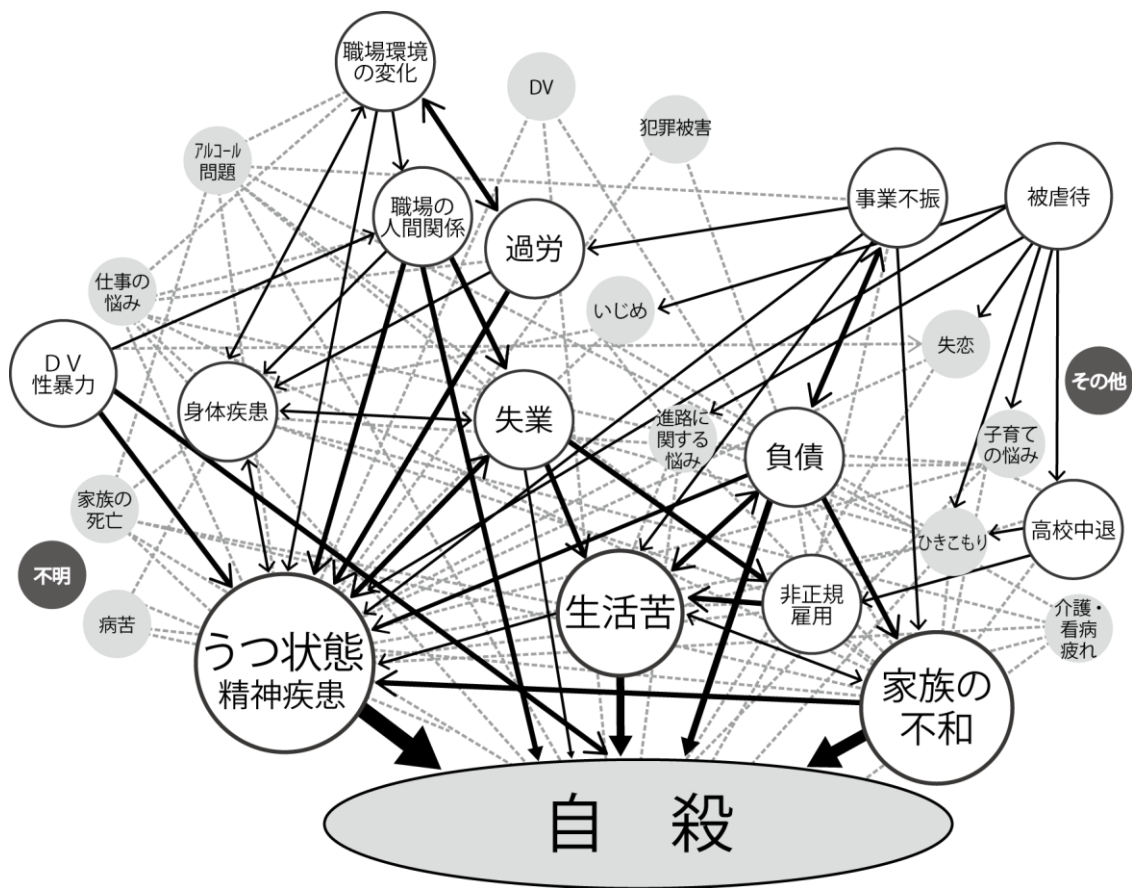 職場環境
の変化
DV
犯罪被害
アルコール
問題
職場の
人間関係
過労
事業不振
被虐待
仕事の
悩み
いじめ
失恋
ＤＶ
性暴力
その他
身体疾患
失業
進路に
関する
悩み
負債
子育て
の悩み
家族の
死亡
高校中退
ひきこもり
不明
病苦
生活苦
非正規
雇用
介護・
看病
疲れ
うつ状態
精神疾患
家族の
不和
自　殺